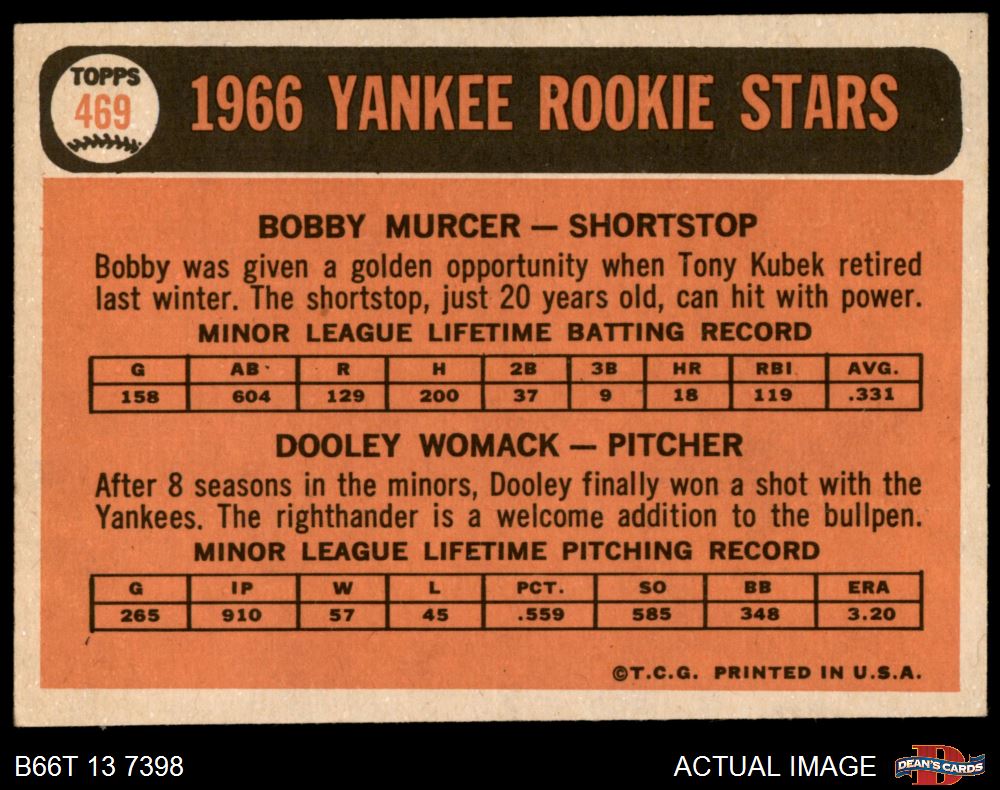 TOPPS
469
1966 YANKEE ROOKIE STARS
BOBBY MURCER — SHORTSTOP
Bobby was given a golden opportunity when Tony Kubek retired
last winter. The shortstop, just 20 years old, can hit with power.
MINOR LEAGUE LIFETIME BATTING RECORD
G AB R H 2B 3B HR RBI AVG.
158 604 129 200 37 9 18 119 .331
DOOLEY WOMACK — PITCHER
After 8 seasons in the minors, Dooley finally won a shot with the
Yankees. The righthander is a welcome addition to the bullpen.
MINOR LEAGUE LIFETIME PITCHING RECORD
G IP W L PCT. SO BB ERA
265 910 57 45 .559 585 348 3.20
©T.C.G. PRINTED IN U.S.A.
B66T 13 7398
ACTUAL IMAGE
D
DEAN'S CARDS